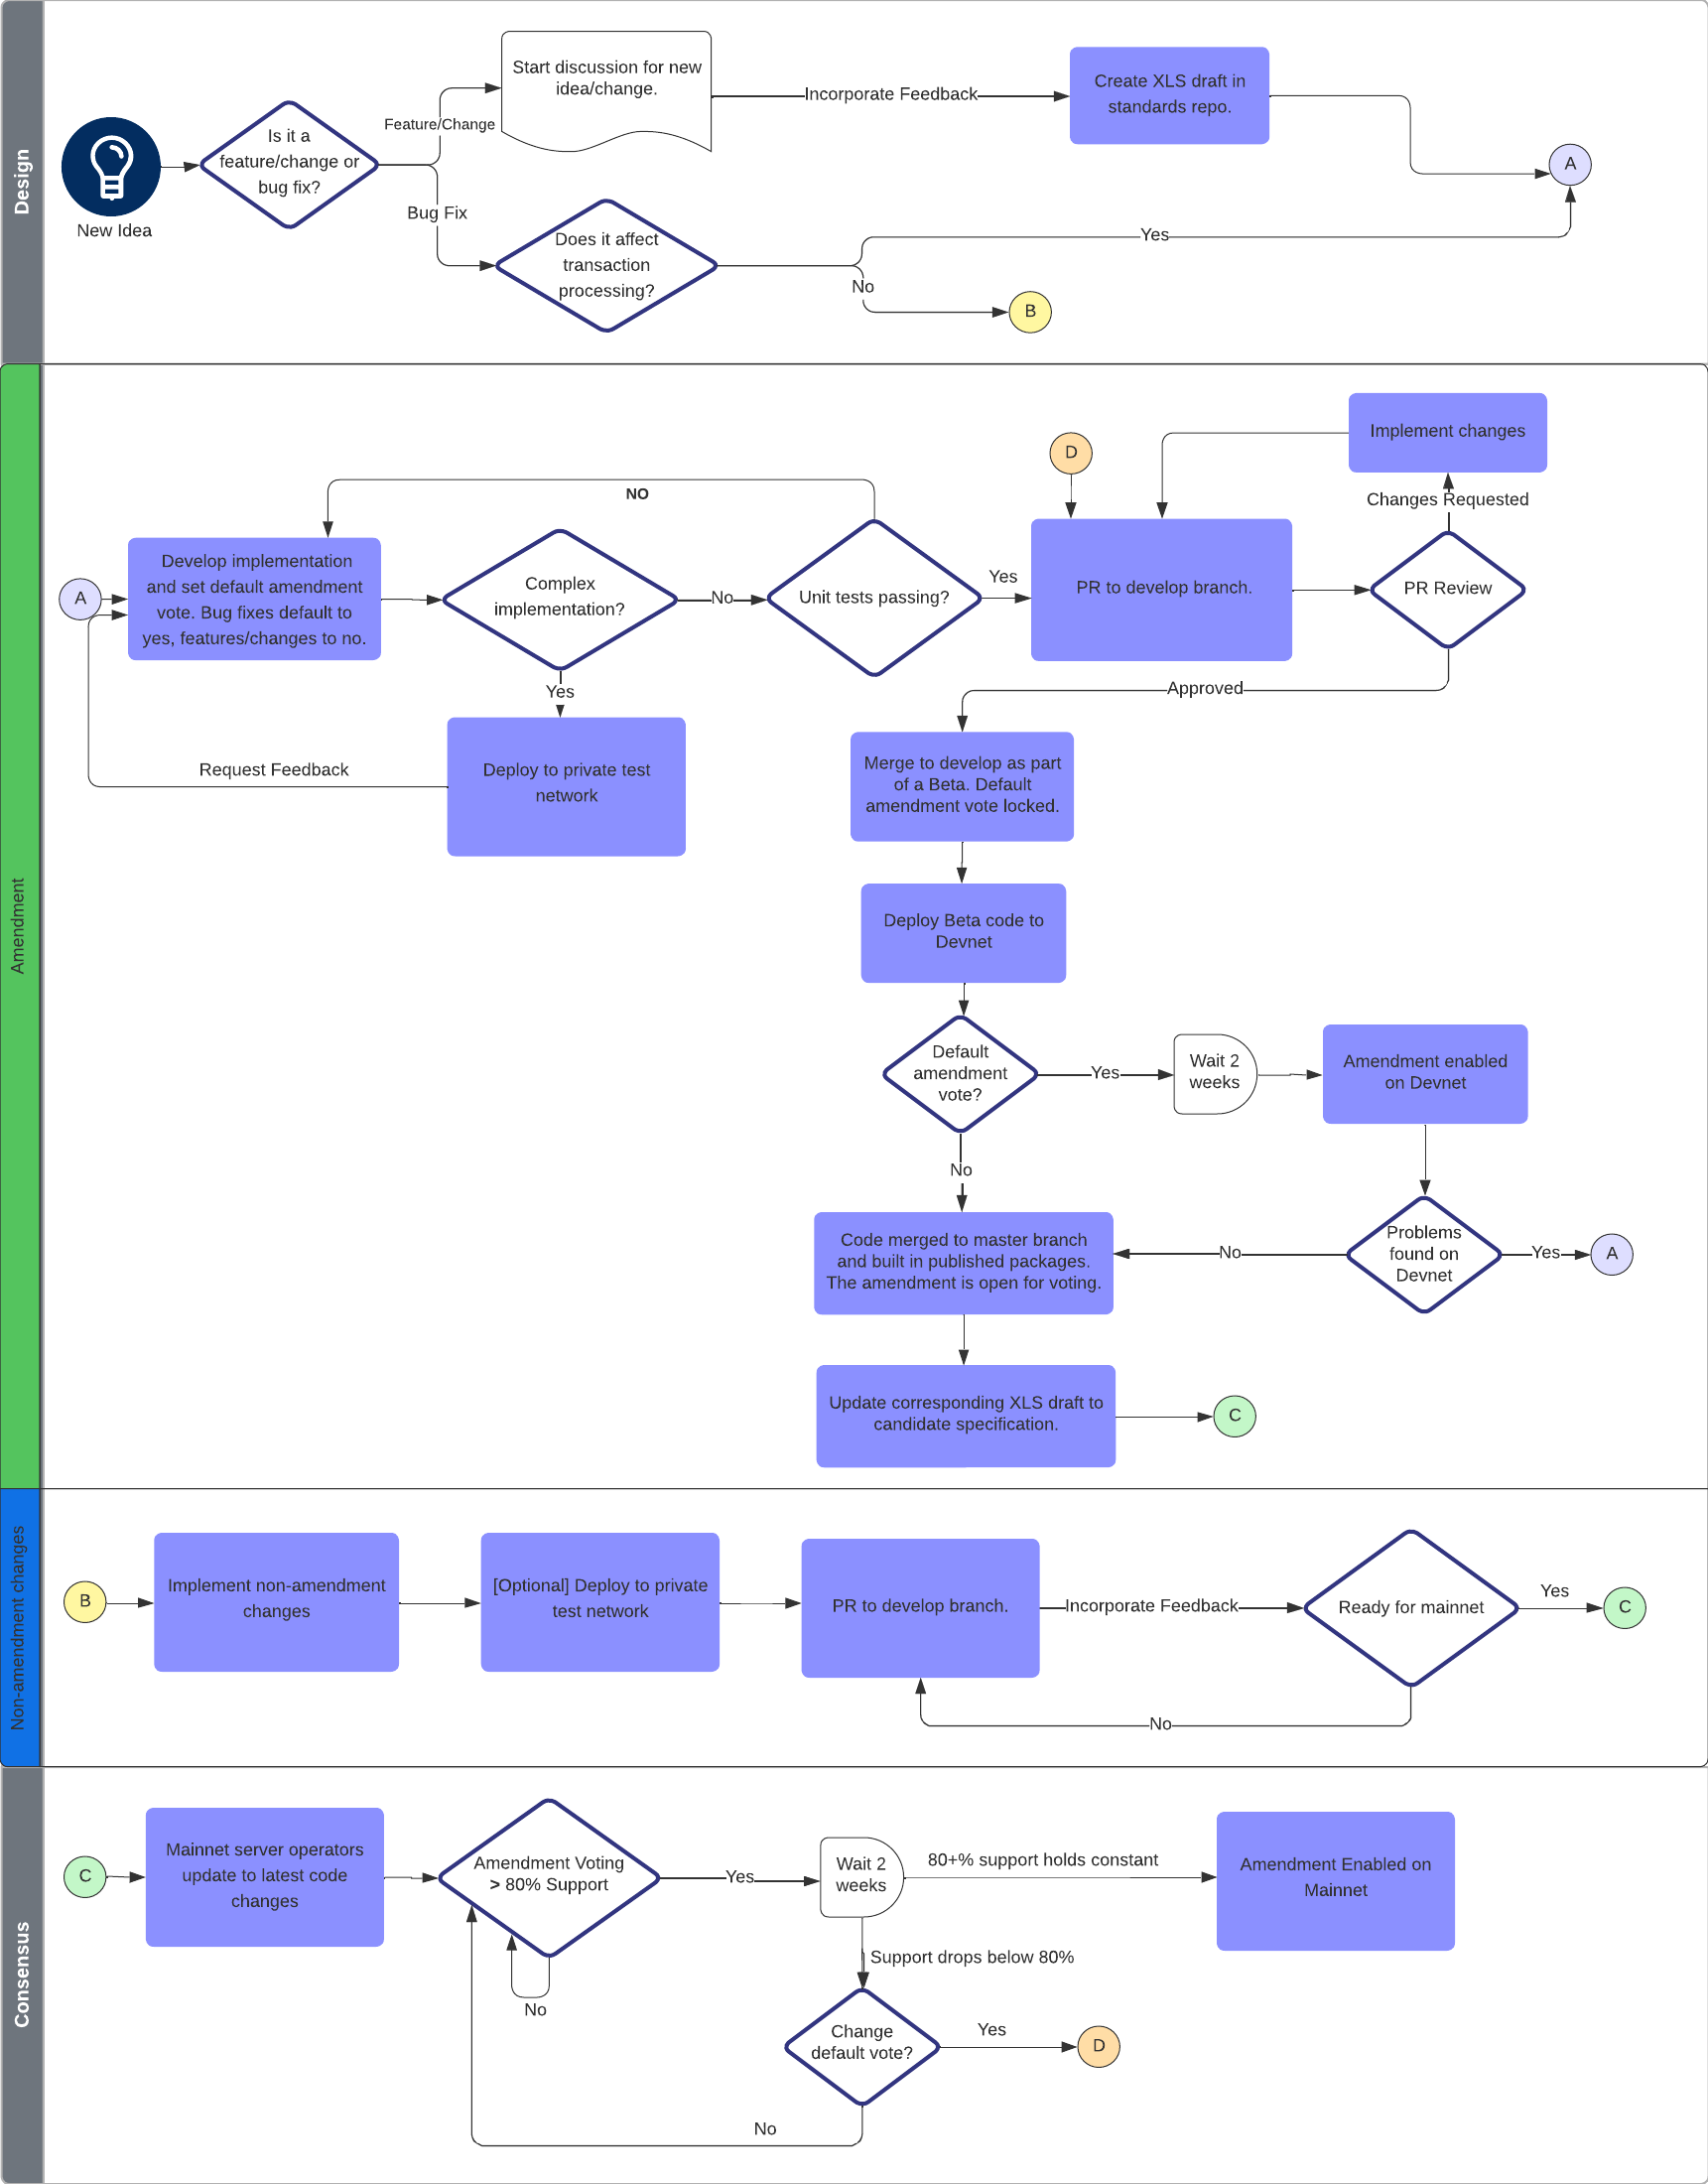 Design
New Idea
Is it a
feature/change or
bug fix?
Feature/Change
Bug Fix
Start discussion for new
idea/change.
Incorporate Feedback
Create XLS draft in
standards repo.
A
Does it affect
transaction
processing?
Yes
No
B
Amendment
A
Develop implementation
and set default amendment
vote. Bug fixes default to
yes, features/changes to no.
NO
Complex
implementation?
No
Yes
Unit tests passing?
Yes
D
PR to develop branch.
Implement changes
Changes Requested
PR Review
Approved
Deploy to private test
network
Request Feedback
Merge to develop as part
of a Beta. Default
amendment vote locked.
Deploy Beta code to
Devnet
Default
amendment
vote?
Yes
Wait 2
weeks
Amendment enabled
on Devnet
No
Problems
found on
Devnet
Yes
A
No
Code merged to master branch
and built in published packages.
The amendment is open for voting.
Update corresponding XLS draft to
candidate specification.
C
Non-amendment changes
B
Implement non-amendment
changes
[Optional] Deploy to private
test network
PR to develop branch.
Incorporate Feedback
Ready for mainnet
Yes
C
No
Consensus
C
Mainnet server operators
update to latest code
changes
Amendment Voting
> 80% Support
Yes
No
Wait 2
weeks
80+% support holds constant
Amendment Enabled on
Mainnet
Support drops below 80%
Change
default vote?
Yes
D
No